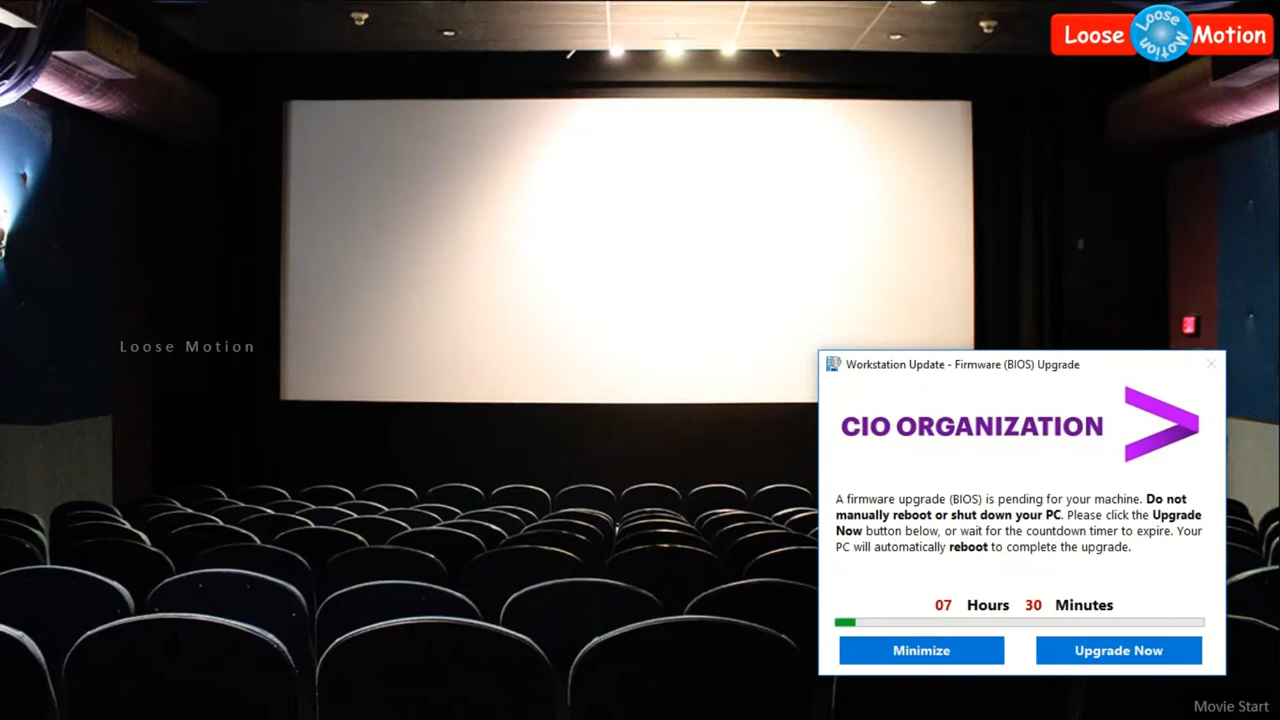 Loose Motion
Loose Motion
Loose Motion
Workstation Update - Firmware (BIOS) Upgrade
CIO ORGANIZATION
A firmware upgrade (BIOS) is pending for your machine. Do not
manually reboot or shut down your PC. Please click the Upgrade
Now button below, or wait for the countdown timer to expire. Your
PC will automatically reboot to complete the upgrade.
07 Hours 30 Minutes
Minimize
Upgrade Now
Movie Start